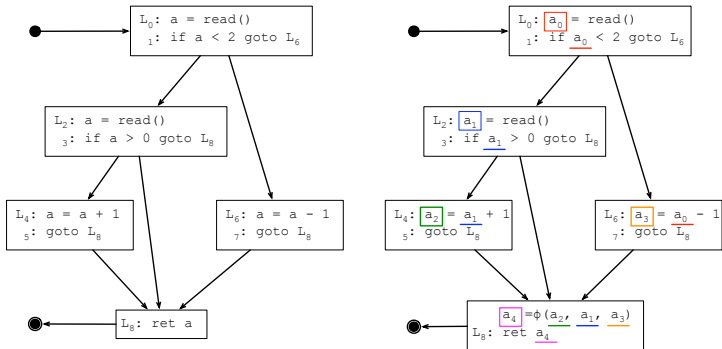 L₀: a = read()
1: if a < 2 goto L₆
L₂: a = read()
3: if a > 0 goto L₈
L₄: a = a + 1
5: goto L₈
L₆: a = a - 1
7: goto L₈
L₈: ret a
L₀: a₀ = read()
1: if a₀ < 2 goto L₆
L₂: a₁ = read()
3: if a₁ > 0 goto L₈
L₄: a₂ = a₁ + 1
5: goto L₈
L₆: a₃ = a₀ - 1
7: goto L₈
a₄ =ϕ(a₂, a₁, a₃)
L₈: ret a₄